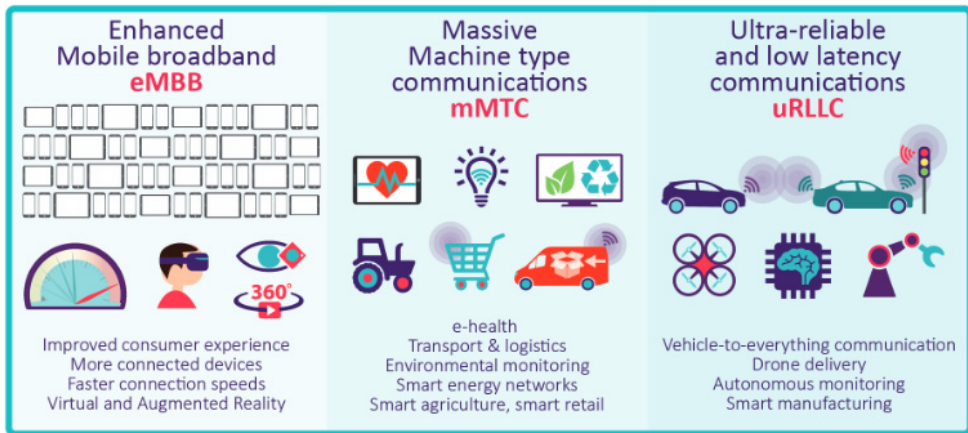 Enhanced
Mobile broadband
eMBB
360°
Improved consumer experience
More connected devices
Faster connection speeds
Virtual and Augmented Reality
Massive
Machine type
communications
mMTC
e-health
Transport & logistics
Environmental monitoring
Smart energy networks
Smart agriculture, smart retail
Ultra-reliable
and low latency
communications
uRLLC
Vehicle-to-everything communication
Drone delivery
Autonomous monitoring
Smart manufacturing